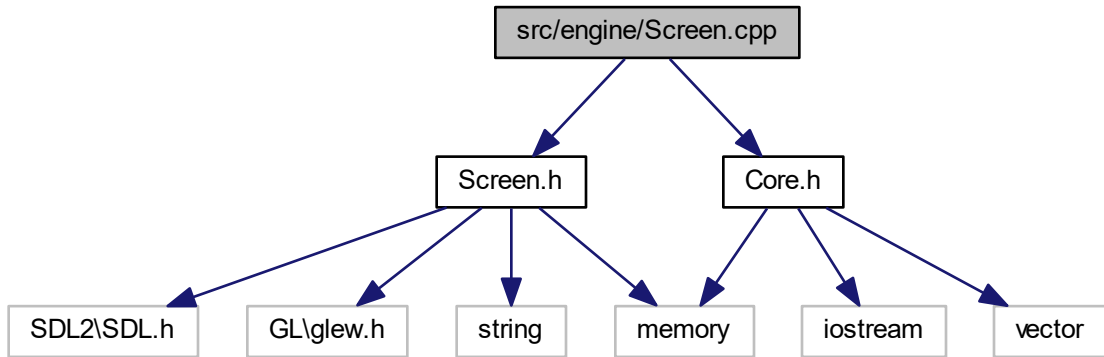 src/engine/Screen.cpp
Screen.h
Core.h
SDL2\SDL.h
GL\glew.h
string
memory
iostream
vector